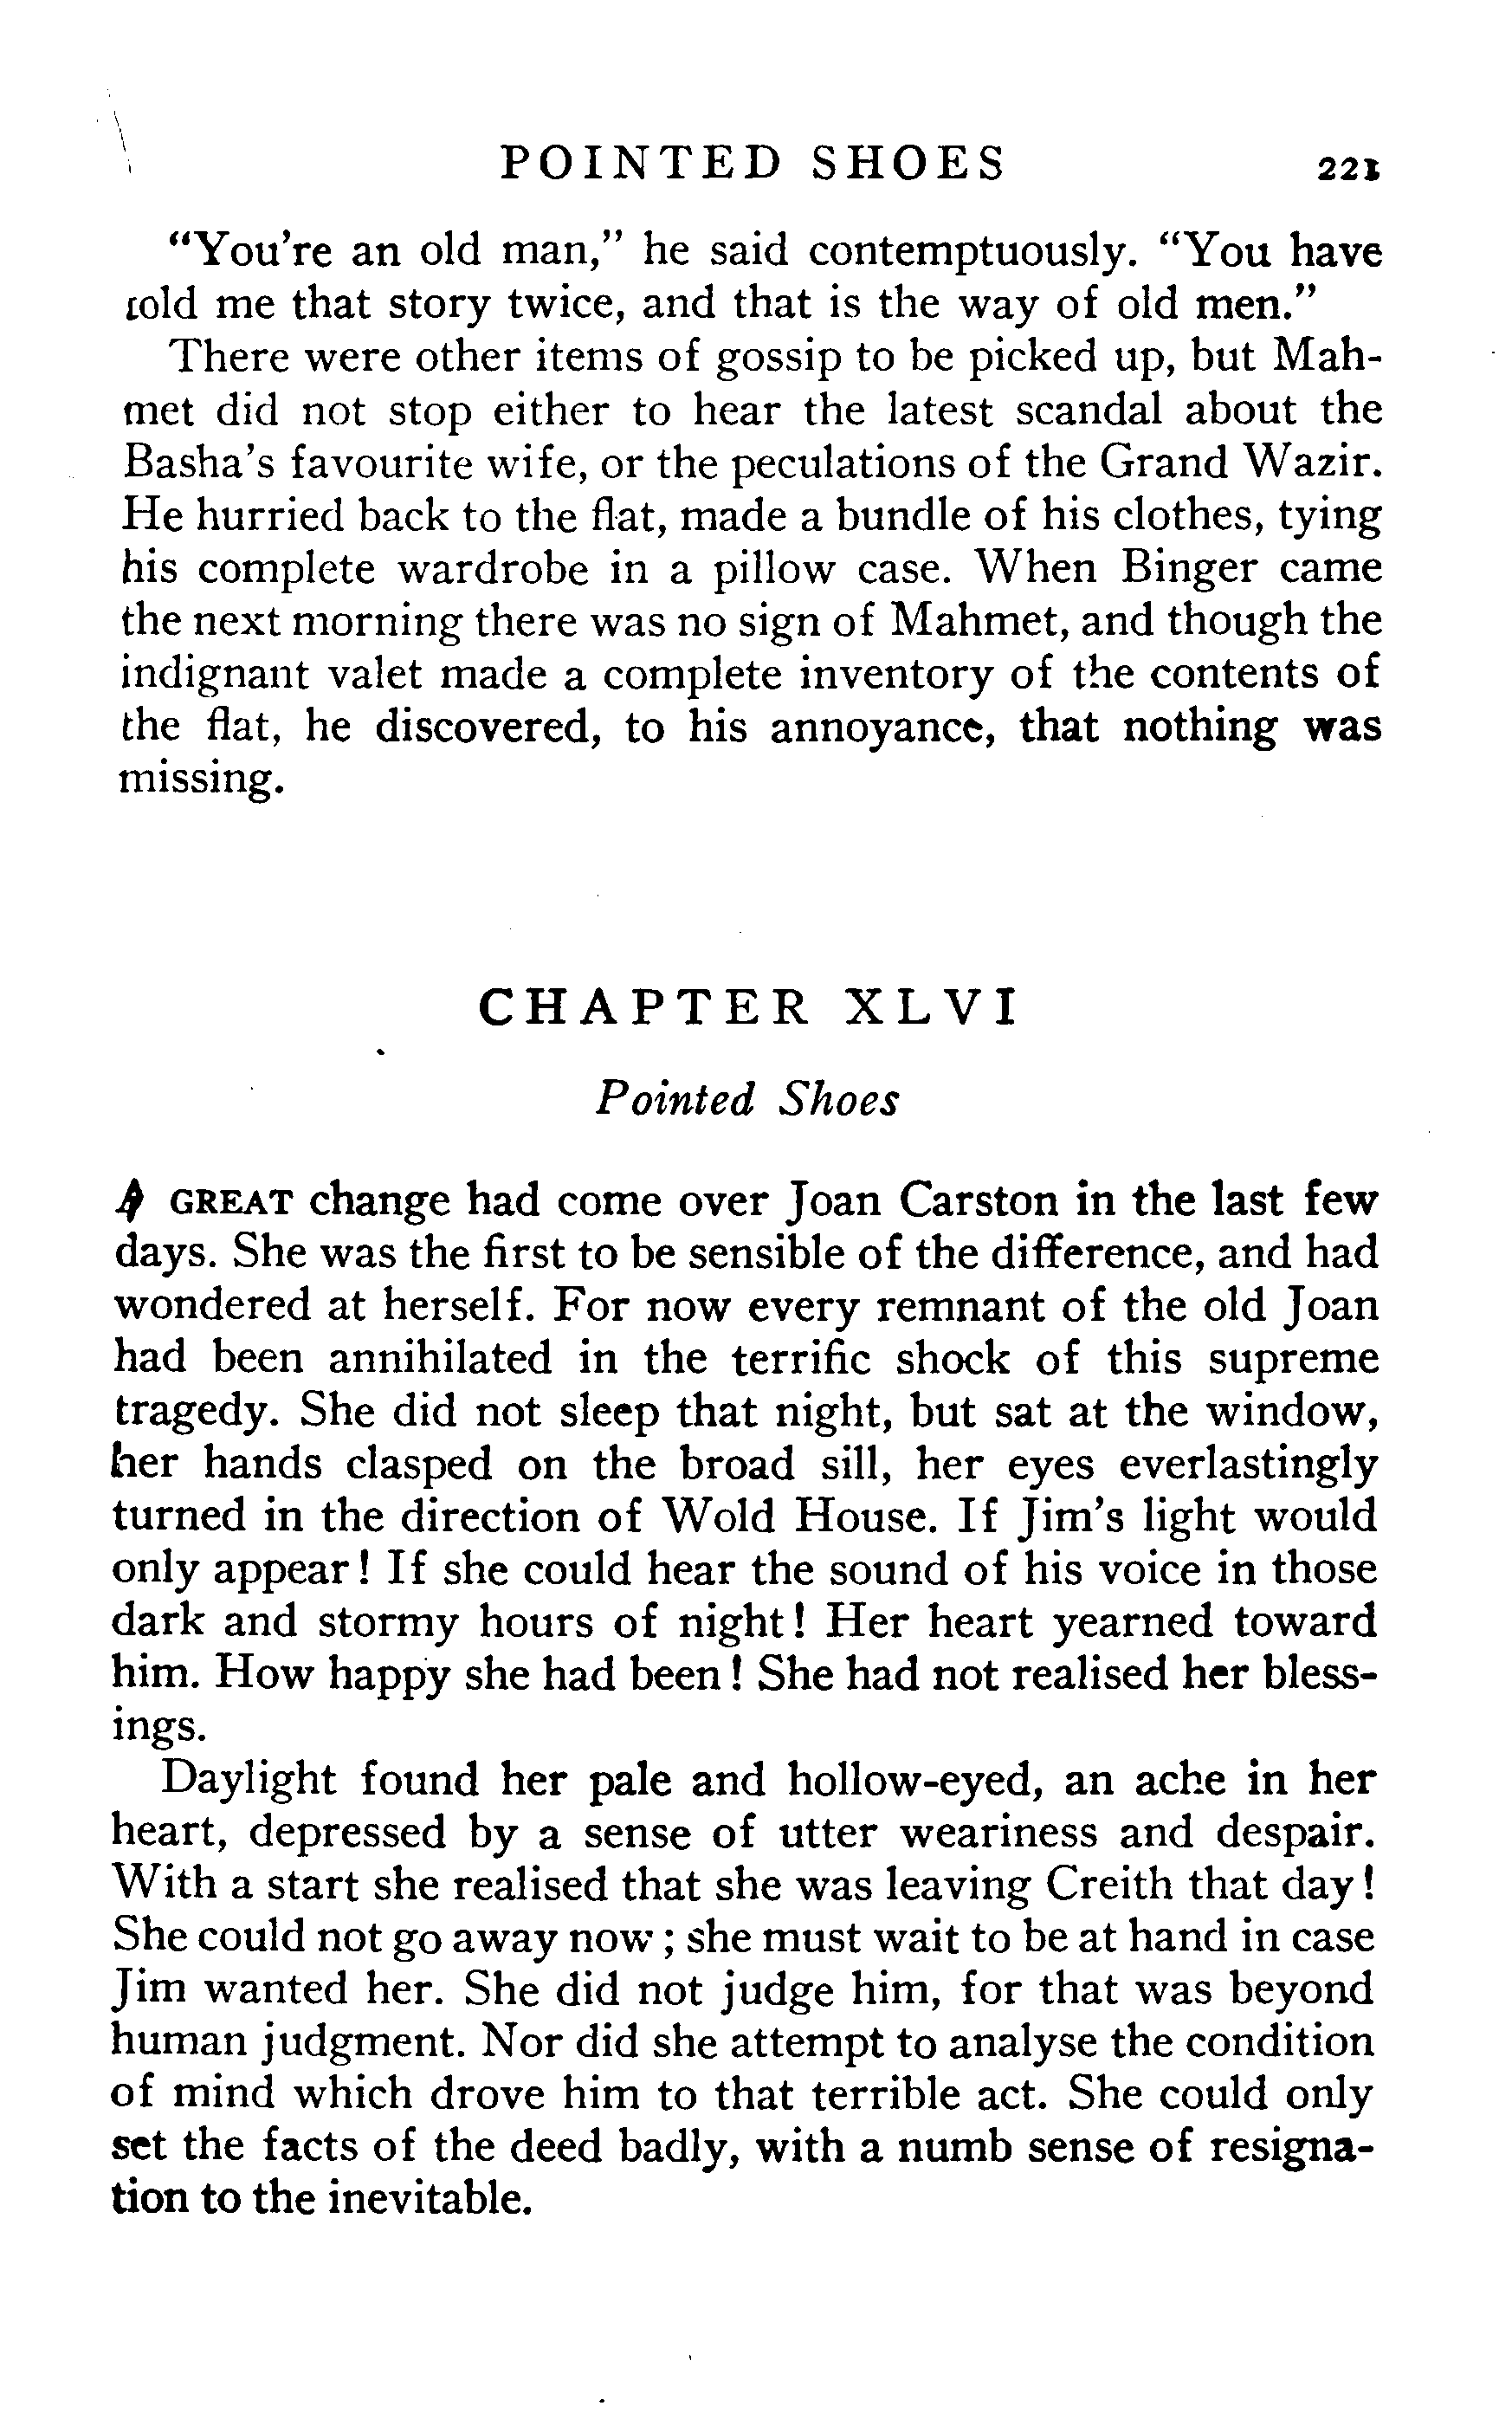 POINTED SHOES 221
"You're an old man," he said contemptuously. "You have
told me that story twice, and that is the way of old men."
There were other items of gossip to be picked up, but Mah-
met did not stop either to hear the latest scandal about the
Basha's favourite wife, or the peculations of the Grand Wazir.
He hurried back to the flat, made a bundle of his clothes, tying
his complete wardrobe in a pillow case. When Binger came
the next morning there was no sign of Mahmet, and though the
indignant valet made a complete inventory of the contents of
the flat, he discovered, to his annoyance, that nothing was
missing.
CHAPTER XLVI
Pointed Shoes
A GREAT change had come over Joan Carston in the last few
days. She was the first to be sensible of the difference, and had
wondered at herself. For now every remnant of the old Joan
had been annihilated in the terrific shock of this supreme
tragedy. She did not sleep that night, but sat at the window,
her hands clasped on the broad sill, her eyes everlastingly
turned in the direction of Wold House. If Jim's light would
only appear! If she could hear the sound of his voice in those
dark and stormy hours of night! Her heart yearned toward
him. How happy she had been! She had not realised her bless-
ings.
Daylight found her pale and hollow-eyed, an ache in her
heart, depressed by a sense of utter weariness and despair.
With a start she realised that she was leaving Creith that day!
She could not go away now; she must wait to be at hand in case
Jim wanted her. She did not judge him, for that was beyond
human judgment. Nor did she attempt to analyse the condition
of mind which drove him to that terrible act. She could only
set the facts of the deed badly, with a numb sense of resigna-
tion to the inevitable.